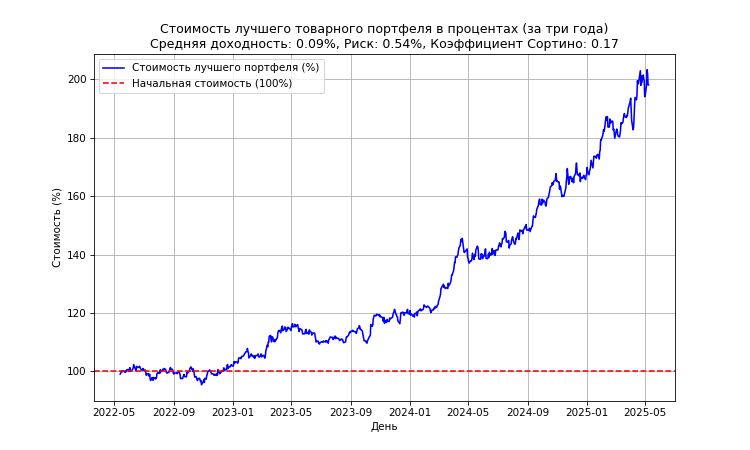 Стоимость лучшего товарного портфеля в процентах (за три года)
Средняя доходность: 0.09%, Риск: 0.54%, Коэффициент Сортино: 0.17
Стоимость лучшего портфеля (%)
Начальная стоимость (100%)
Стоимость (%)
200
180
160
140
120
100
2022-05
2022-09
2023-01
2023-05
2023-09
2024-01
2024-05
2024-09
2025-01
2025-05
День